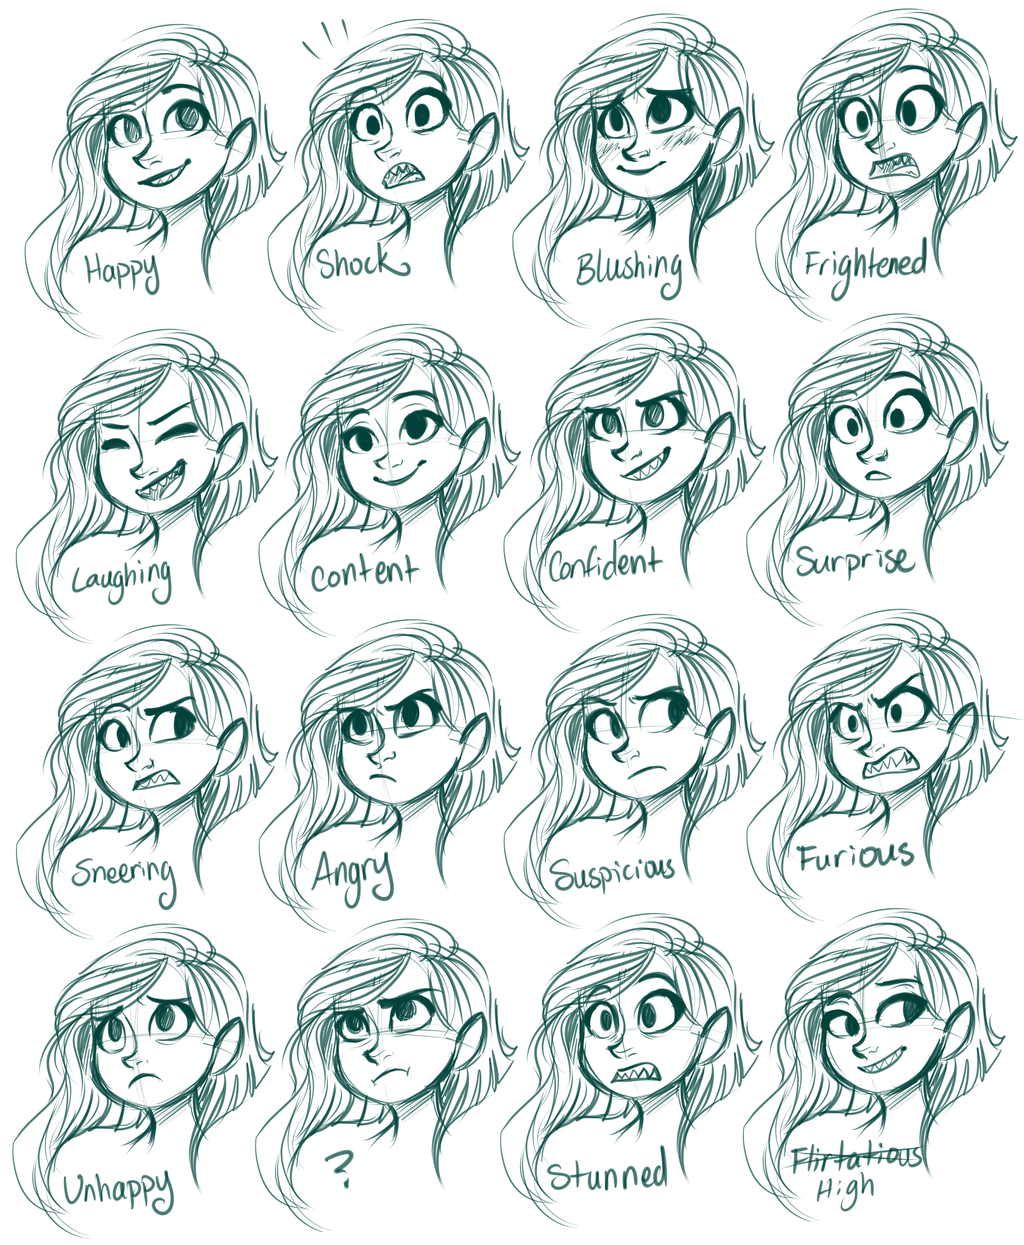 Happy
Shock
Blushing
Frightened
Laughing
content
Confident
Surprise
Sneering
Angry
Suspicious
Furious
Unhappy
?
Stunned
Flirtatious
High